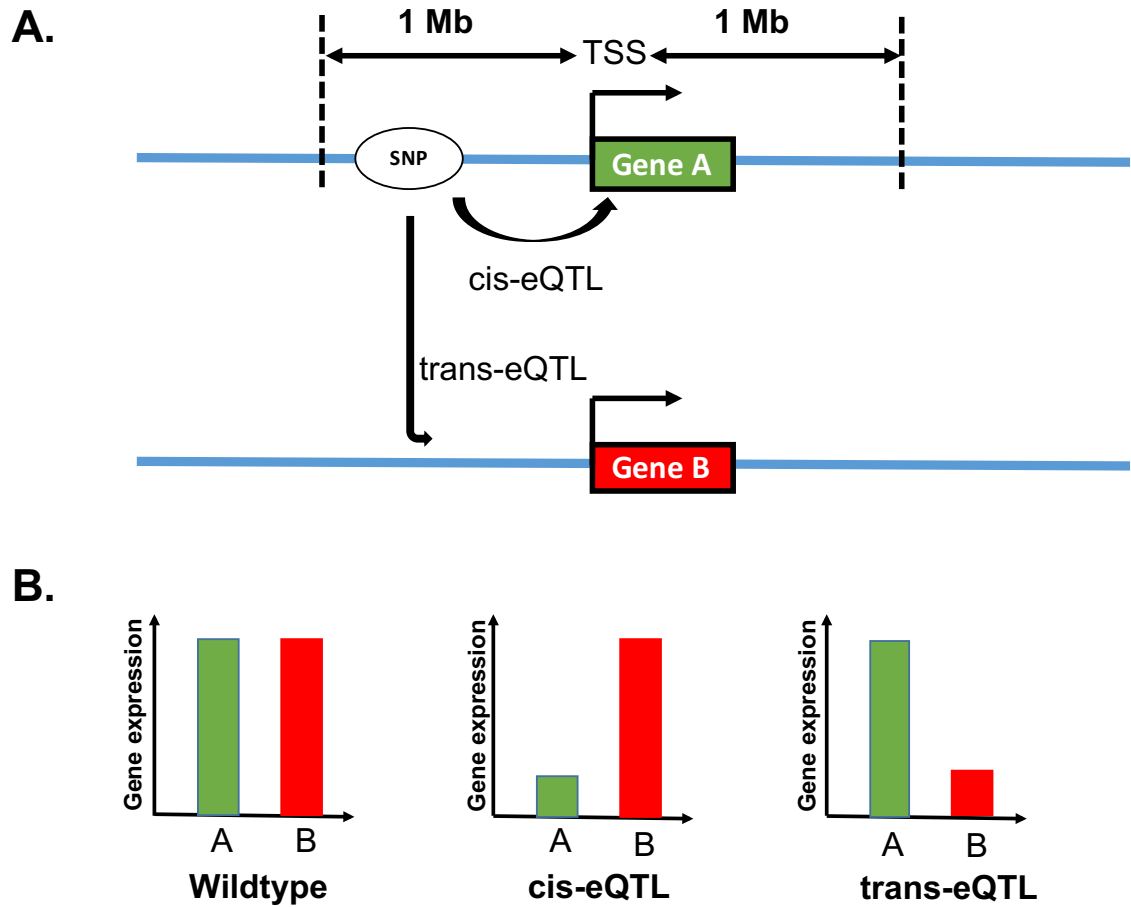 A.
1 Mb
1 Mb
TSS
SNP
Gene A
cis-eQTL
trans-eQTL
Gene B
B.
Gene expression
A
B
Wildtype
Gene expression
A
B
cis-eQTL
Gene expression
A
B
trans-eQTL